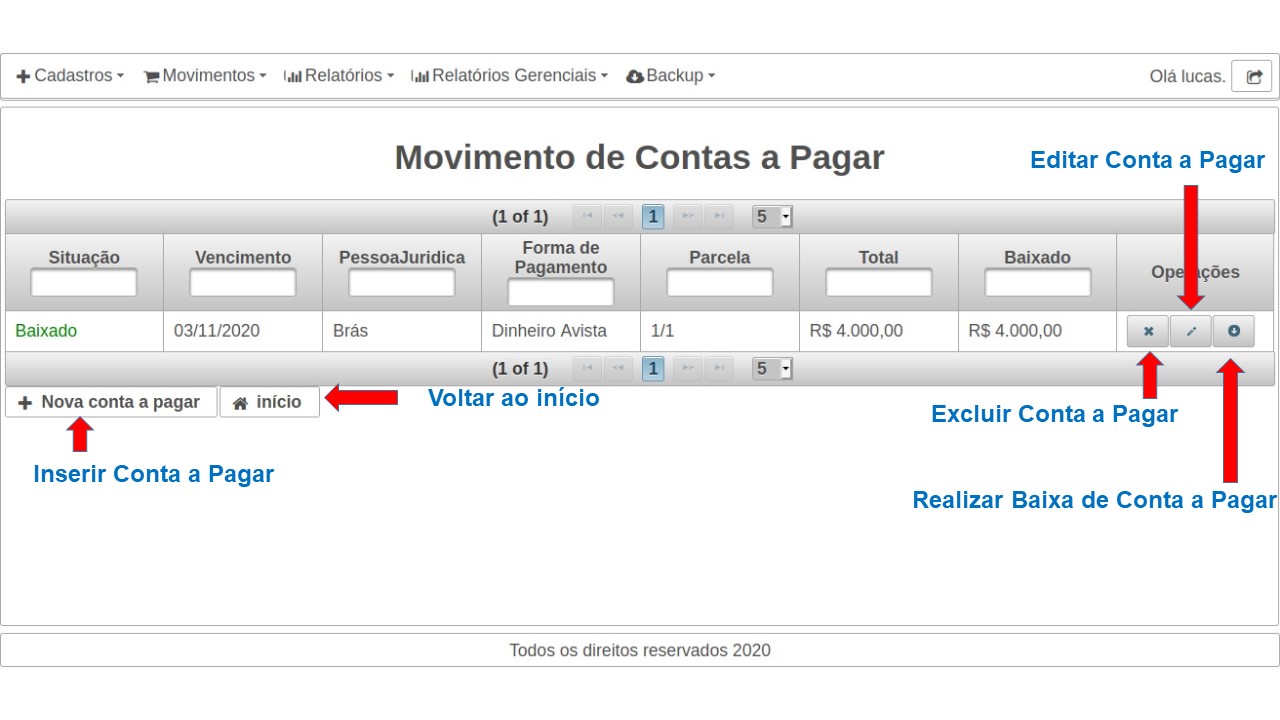 Cadastros Movimentos Relatórios Relatórios Gerenciais Backup Olá lucas.
Movimento de Contas a Pagar
Editar Conta a Pagar
(1 of 1) 1 5
Situação Vencimento PessoaJuridica Forma de Pagamento Parcela Total Baixado Operações
Baixado 03/11/2020 Brás Dinheiro Avista 1/1 R$ 4.000,00 R$ 4.000,00
(1 of 1) 1 5
Nova conta a pagar início
Voltar ao início
Excluir Conta a Pagar
Inserir Conta a Pagar
Realizar Baixa de Conta a Pagar
Todos os direitos reservados 2020